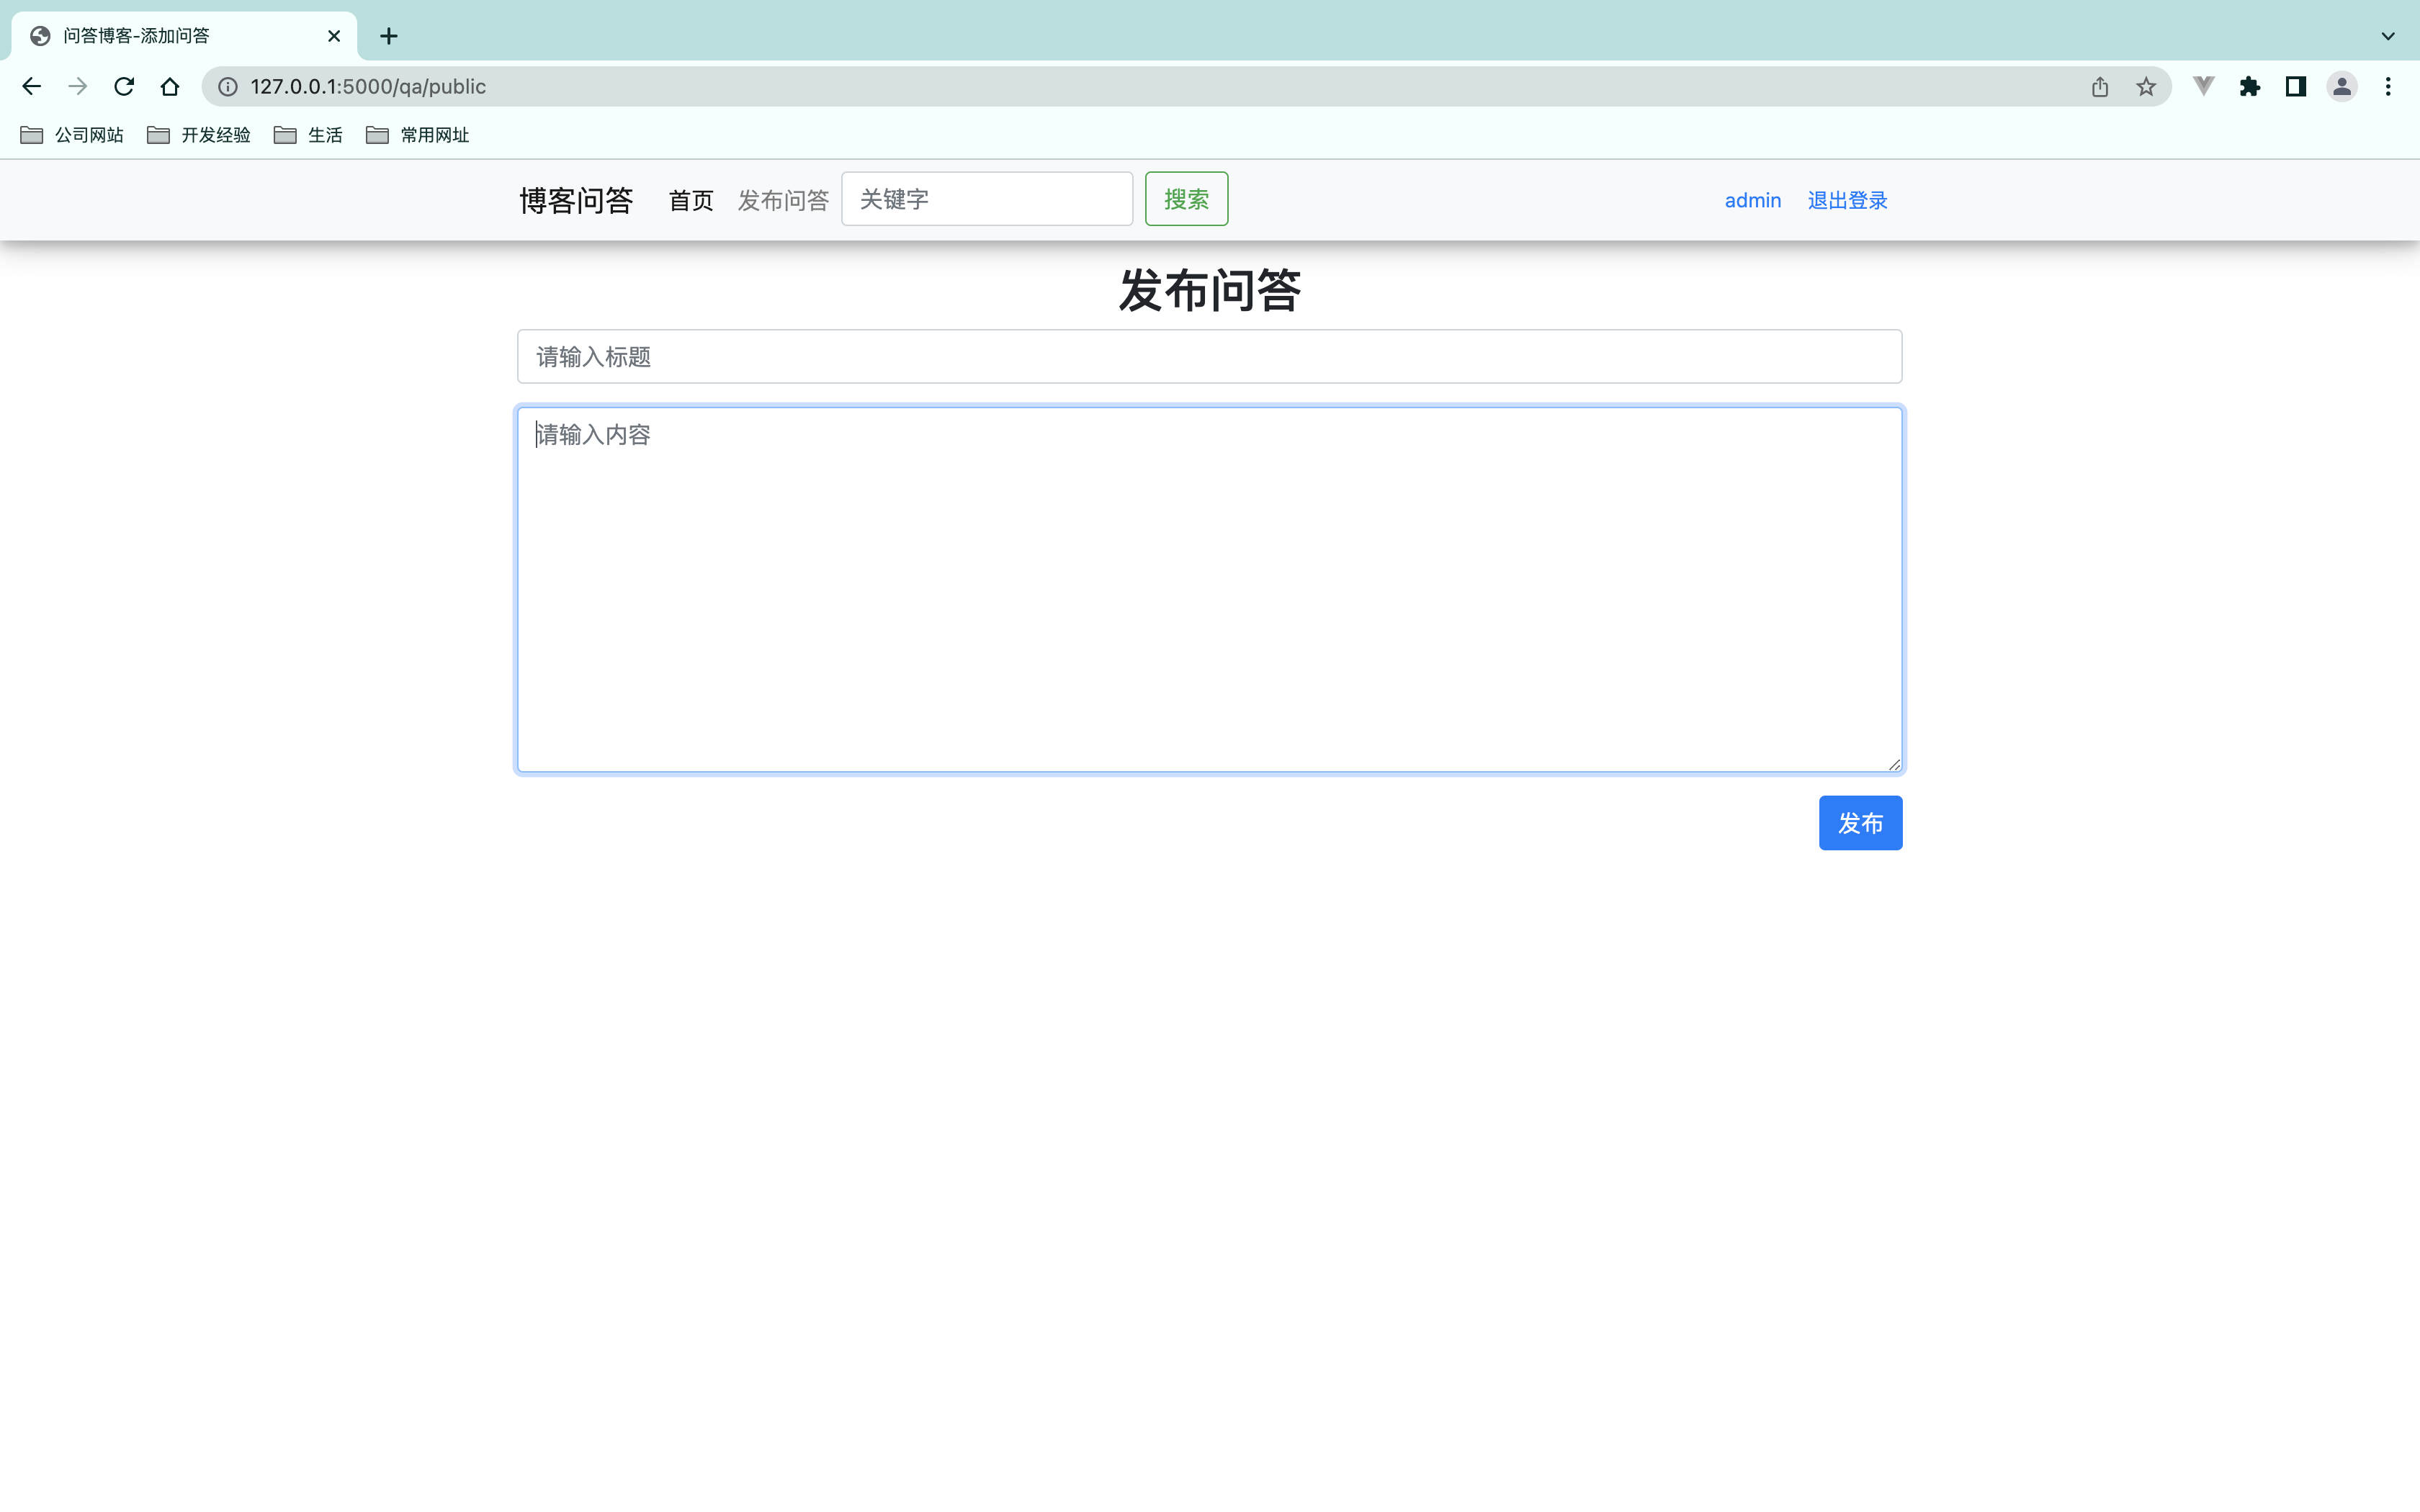 问答博客-添加问答
127.0.0.1:5000/qa/public
公司网站 开发经验 生活 常用网址
博客问答 首页 发布问答 关键字 搜索 admin 退出登录
发布问答
请输入标题
请输入内容
发布